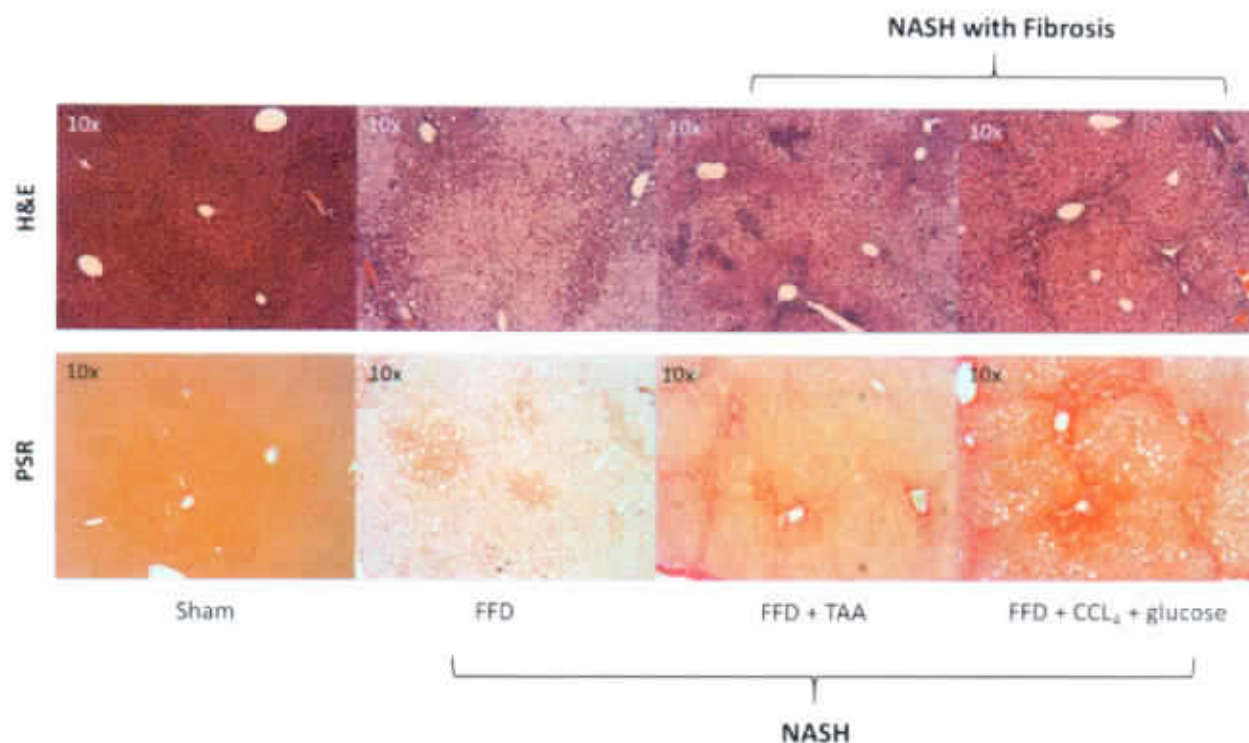 NASH with Fibrosis
10x 10x 10x 10x
H&E
10x 10x 10x 10x
PSR
Sham FFD FFD + TAA FFD + CCL₄ + glucose
NASH